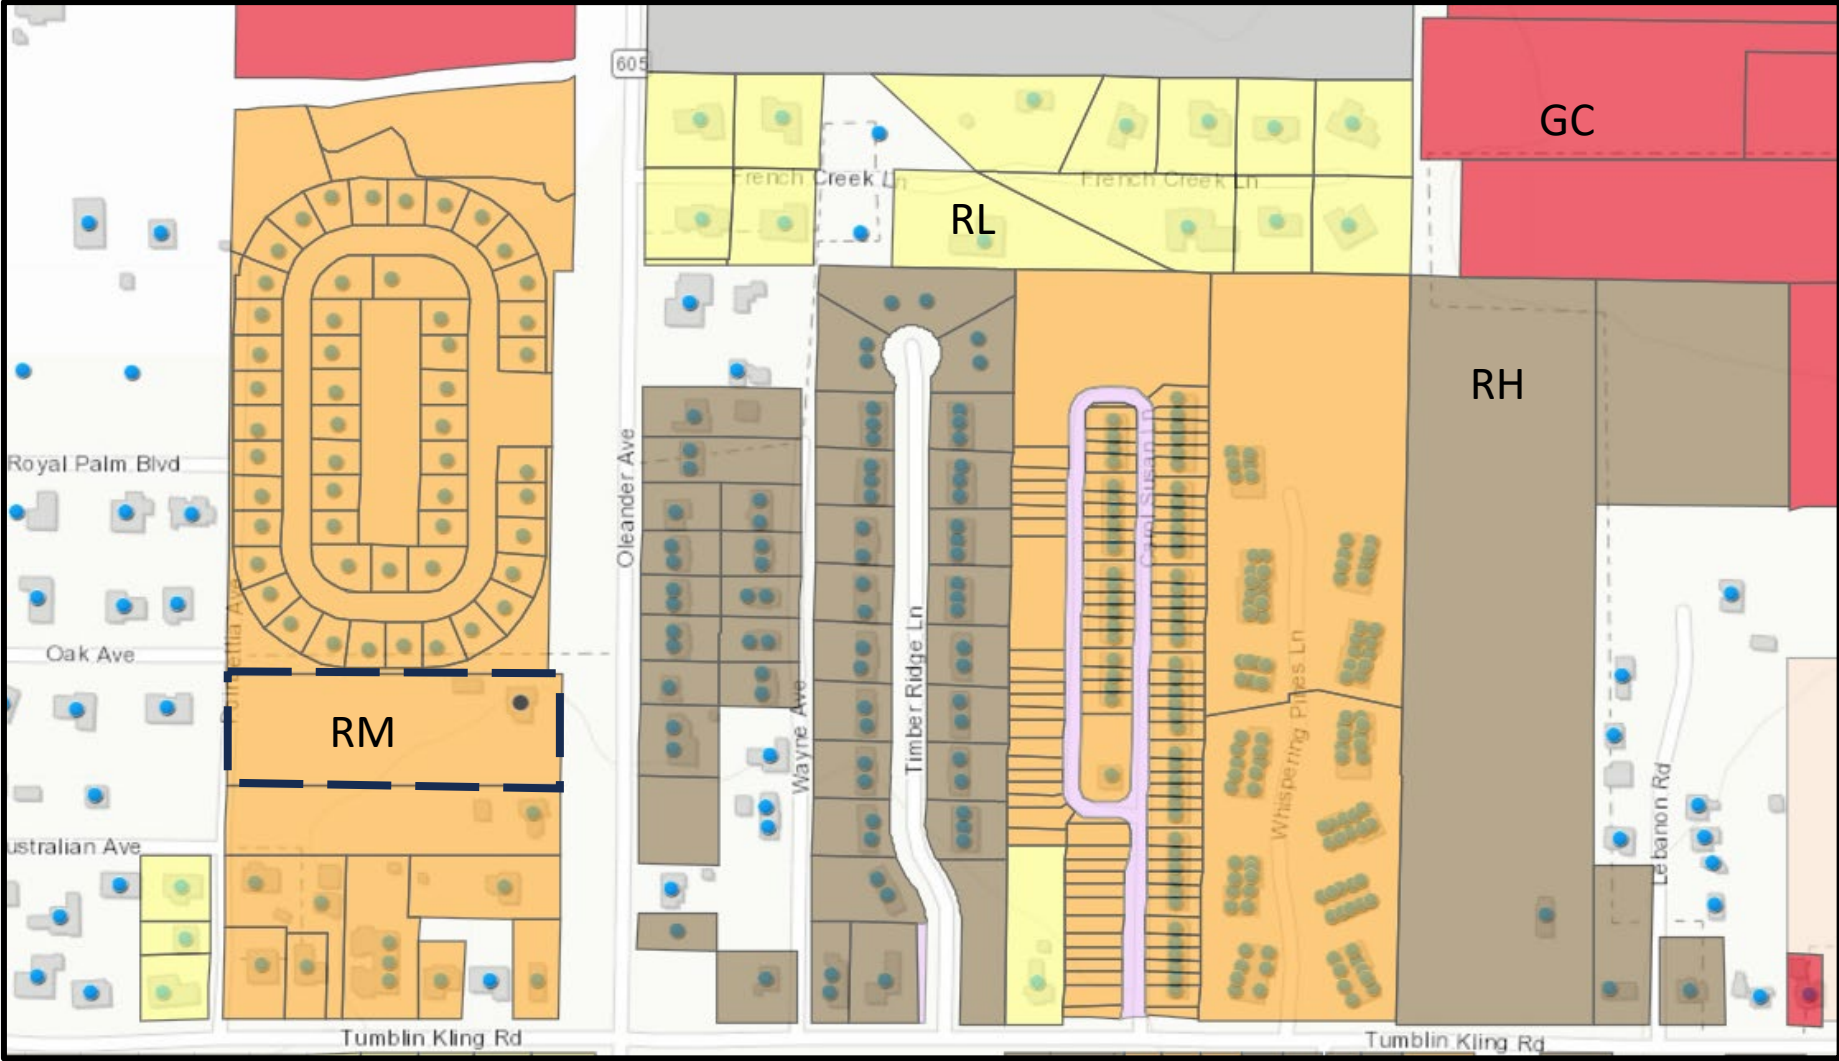 605
GC
French Creek Ln
French Creek Ln
RL
RH
Royal Palm Blvd
Oleander Ave
Carol Susan Ln
Oak Ave
Poinsettia Ave
Timber Ridge Ln
Whispering Pines Ln
RM
Wayne Ave
Lebanon Rd
ustralian Ave
Tumblin Kling Rd
Tumblin Kling Rd